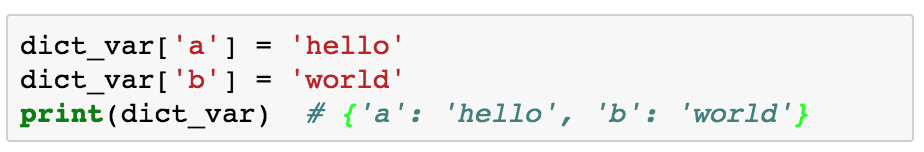 dict_var['a'] = 'hello'
dict_var['b'] = 'world'
print(dict_var)  # {'a': 'hello', 'b': 'world'}